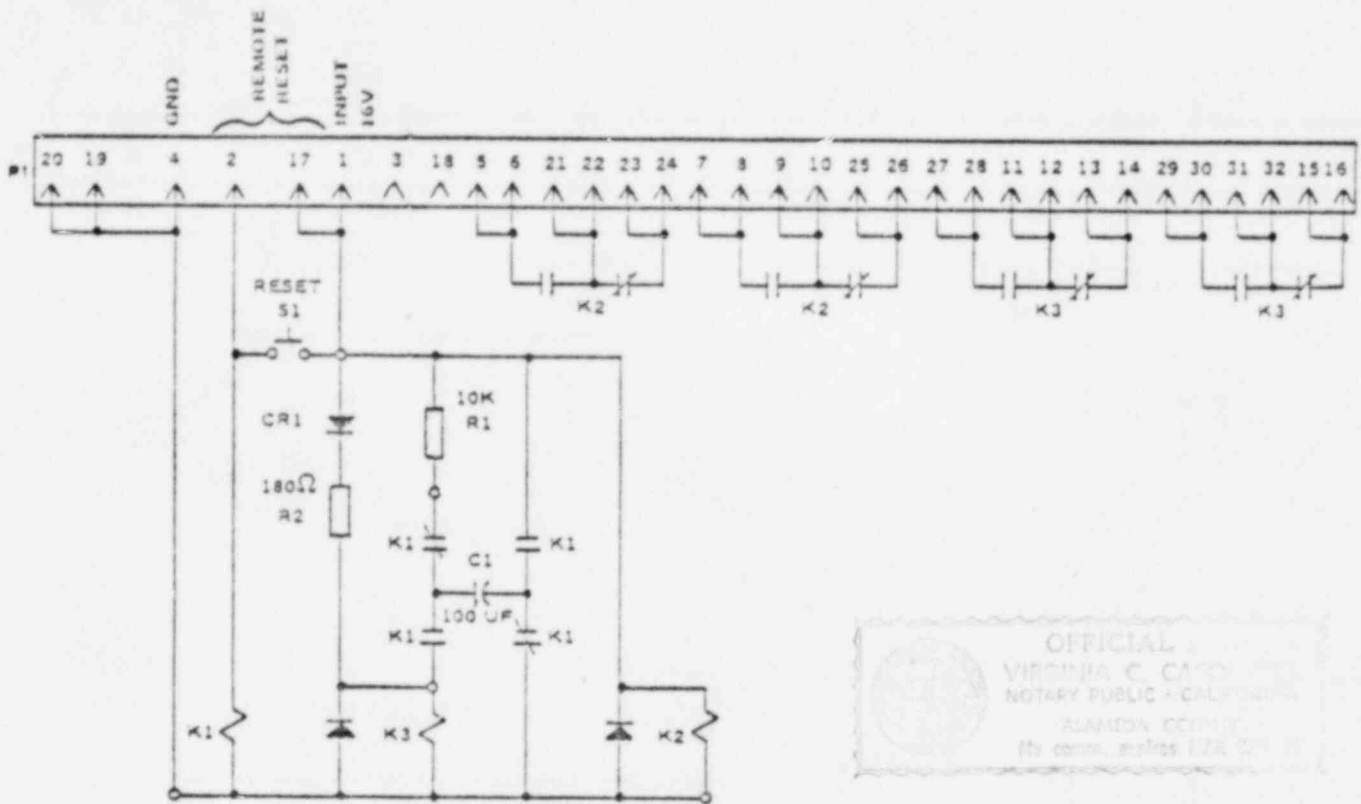 GND
REMOTE
RESET
INPUT
16V
P1
20 19 4 2 17 1 3 18 5 6 21 22 23 24 7 8 9 10 25 26 27 28 11 12 13 14 29 30 31 32 15 16
K2 K2 K3 K3
RESET
S1
10K
R1
CR1
180Ω
R2
K1 K1
C1
100 UF
K1 K1
K1 K3 K2
OFFICIAL
VIRGINIA C.
NOTARY PUBLIC - CALIFORNIA
ALAMEDA